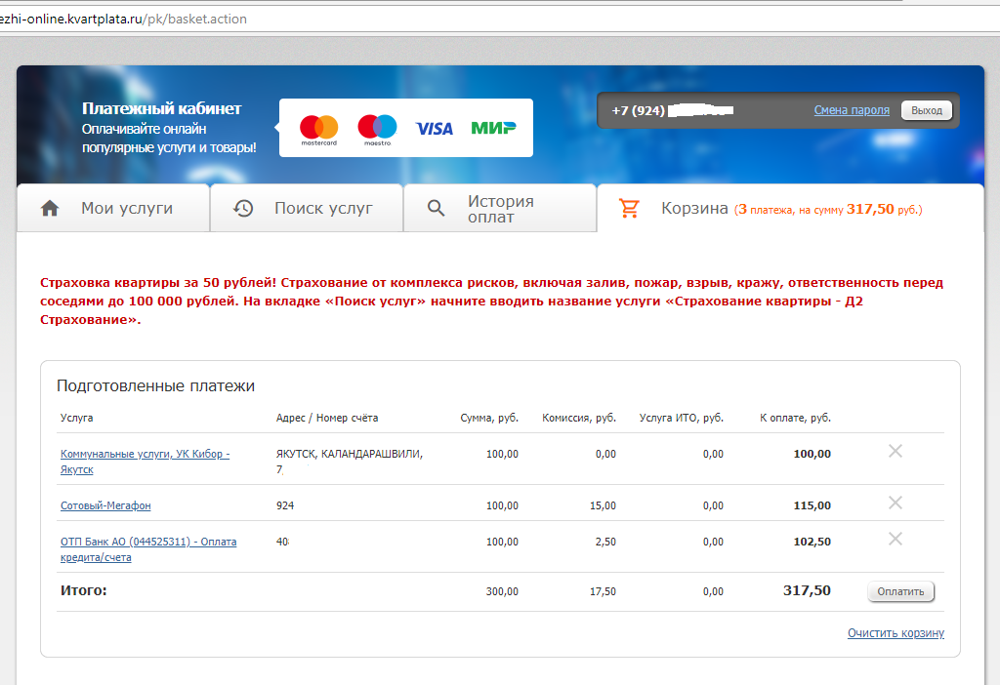 ezhi-online.kvartplata.ru/pk/basket.action
Платежный кабинет
Оплачивайте онлайн
популярные услуги и товары!
mastercard maestro VISA МИР
+7 (924) Смена пароля Выход
Мои услуги Поиск услуг История оплат Корзина (3 платежа, на сумму 317,50 руб.)
Страховка квартиры за 50 рублей! Страхование от комплекса рисков, включая залив, пожар, взрыв, кражу, ответственность перед
соседями до 100 000 рублей. На вкладке «Поиск услуг» начните вводить название услуги «Страхование квартиры - Д2
Страхование».
Подготовленные платежи
Услуга Адрес / Номер счёта Сумма, руб. Комиссия, руб. Услуга ИТО, руб. К оплате, руб.
Коммунальные услуги, УК Кибор - ЯКУТСК, КАЛАНДАРАШВИЛИ, 100,00 0,00 0,00 100,00
Якутск 7
Сотовый-Мегафон 924 100,00 15,00 0,00 115,00
ОТП Банк АО (044525311) - Оплата 40 100,00 2,50 0,00 102,50
кредита/счета
Итого: 300,00 17,50 0,00 317,50 Оплатить
Очистить корзину